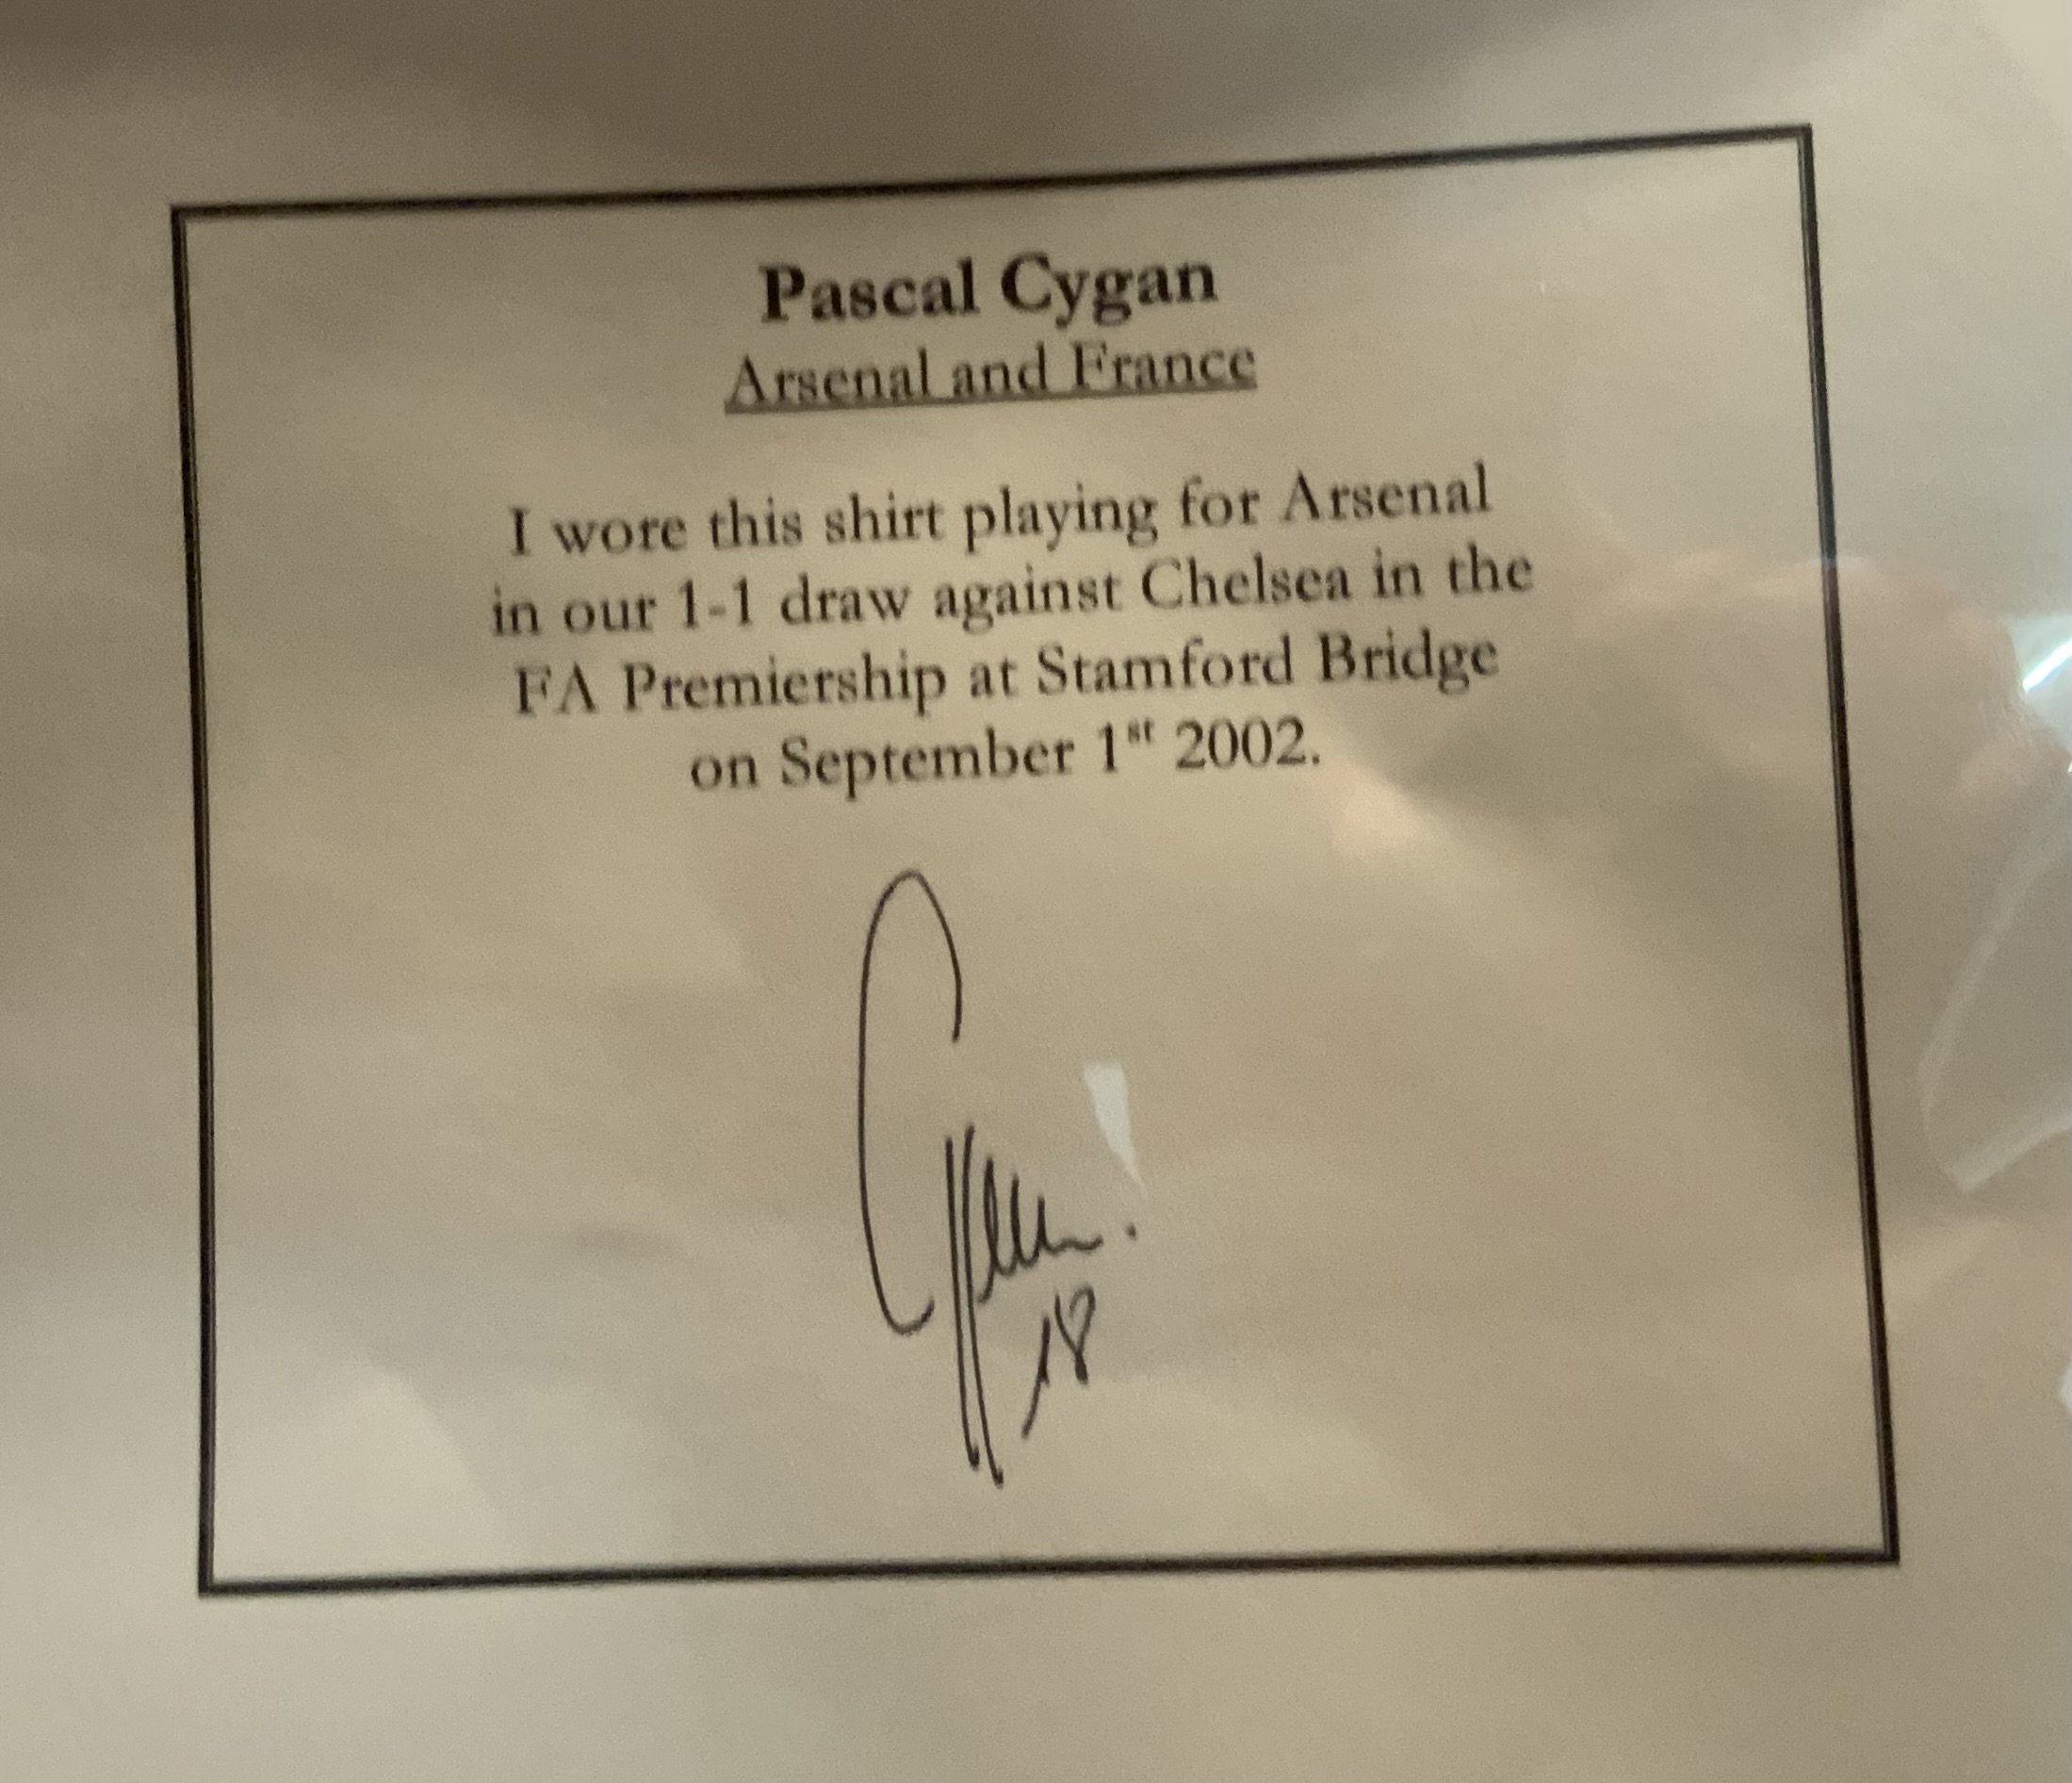 Pascal Cygan
Arsenal and France
I wore this shirt playing for Arsenal
in our 1-1 draw against Chelsea in the
FA Premiership at Stamford Bridge
on September 1st 2002.
18